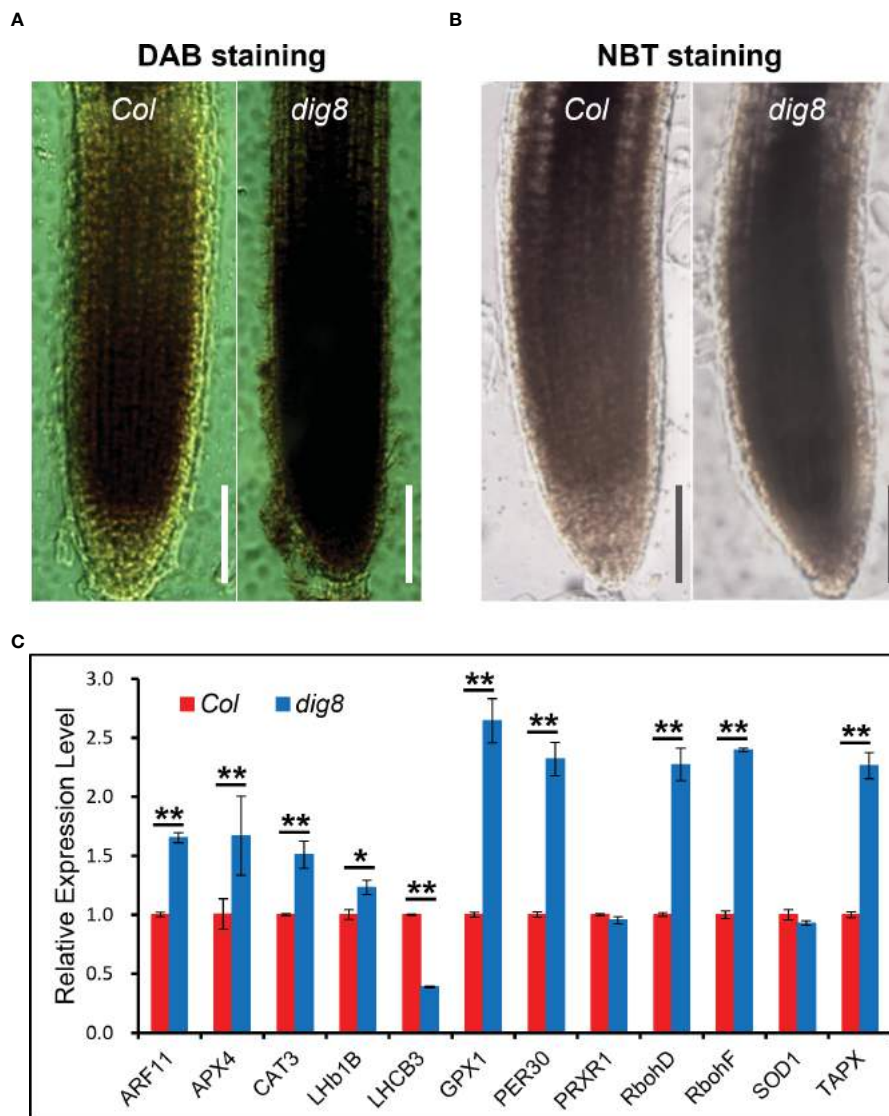 A
DAB staining
Col
dig8
B
NBT staining
Col
dig8
C
Relative Expression Level
3.0
2.5
2.0
1.5
1.0
0.5
0.0
Col
dig8
**
**
**
*
**
**
**
**
**
**
ARF11
APX4
CAT3
LHb1B
LHCB3
GPX1
PER30
PRXR1
RbohD
RbohF
SOD1
TAPX